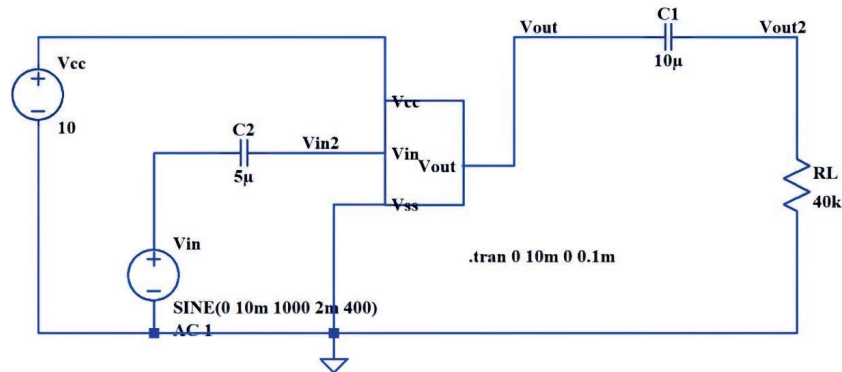 C1
Vout
Vout2
10µ
Vcc
+
−
10
C2
Vin2
5µ
Vcc
Vin
Vout
Vss
RL
40k
Vin
+
−
.tran 0 10m 0 0.1m
SINE(0 10m 1000 2m 400)
AC 1